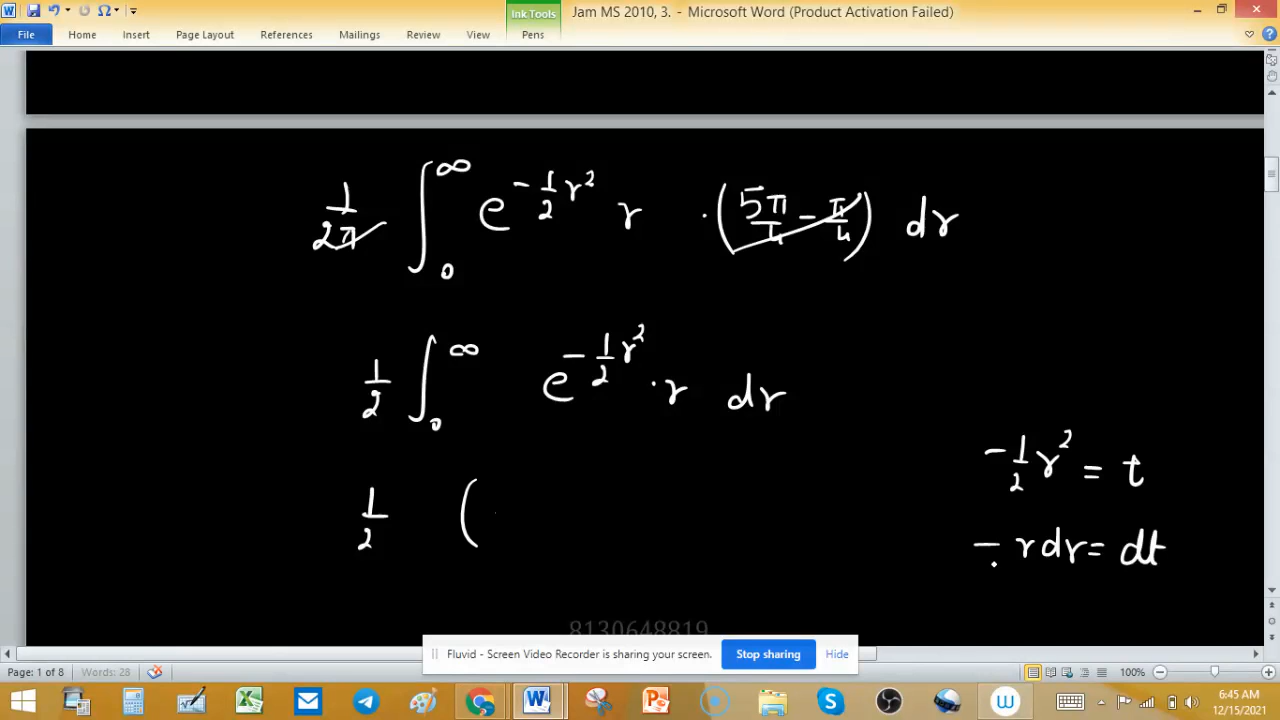 Ink Tools
Jam MS 2010, 3. - Microsoft Word (Product Activation Failed)
File Home Insert Page Layout References Mailings Review View Pens
1/2π ∫₀^∞ e^(-1/2 r²) r · (5π/4 - π/4) dr
1/2 ∫₀^∞ e^(-1/2 r²) · r dr
-1/2 r² = t
1/2 (
- r dr = dt
8130648819
Fluvid - Screen Video Recorder is sharing your screen. Stop sharing Hide
Page: 1 of 8 Words: 28 100%
6:45 AM
12/15/2021